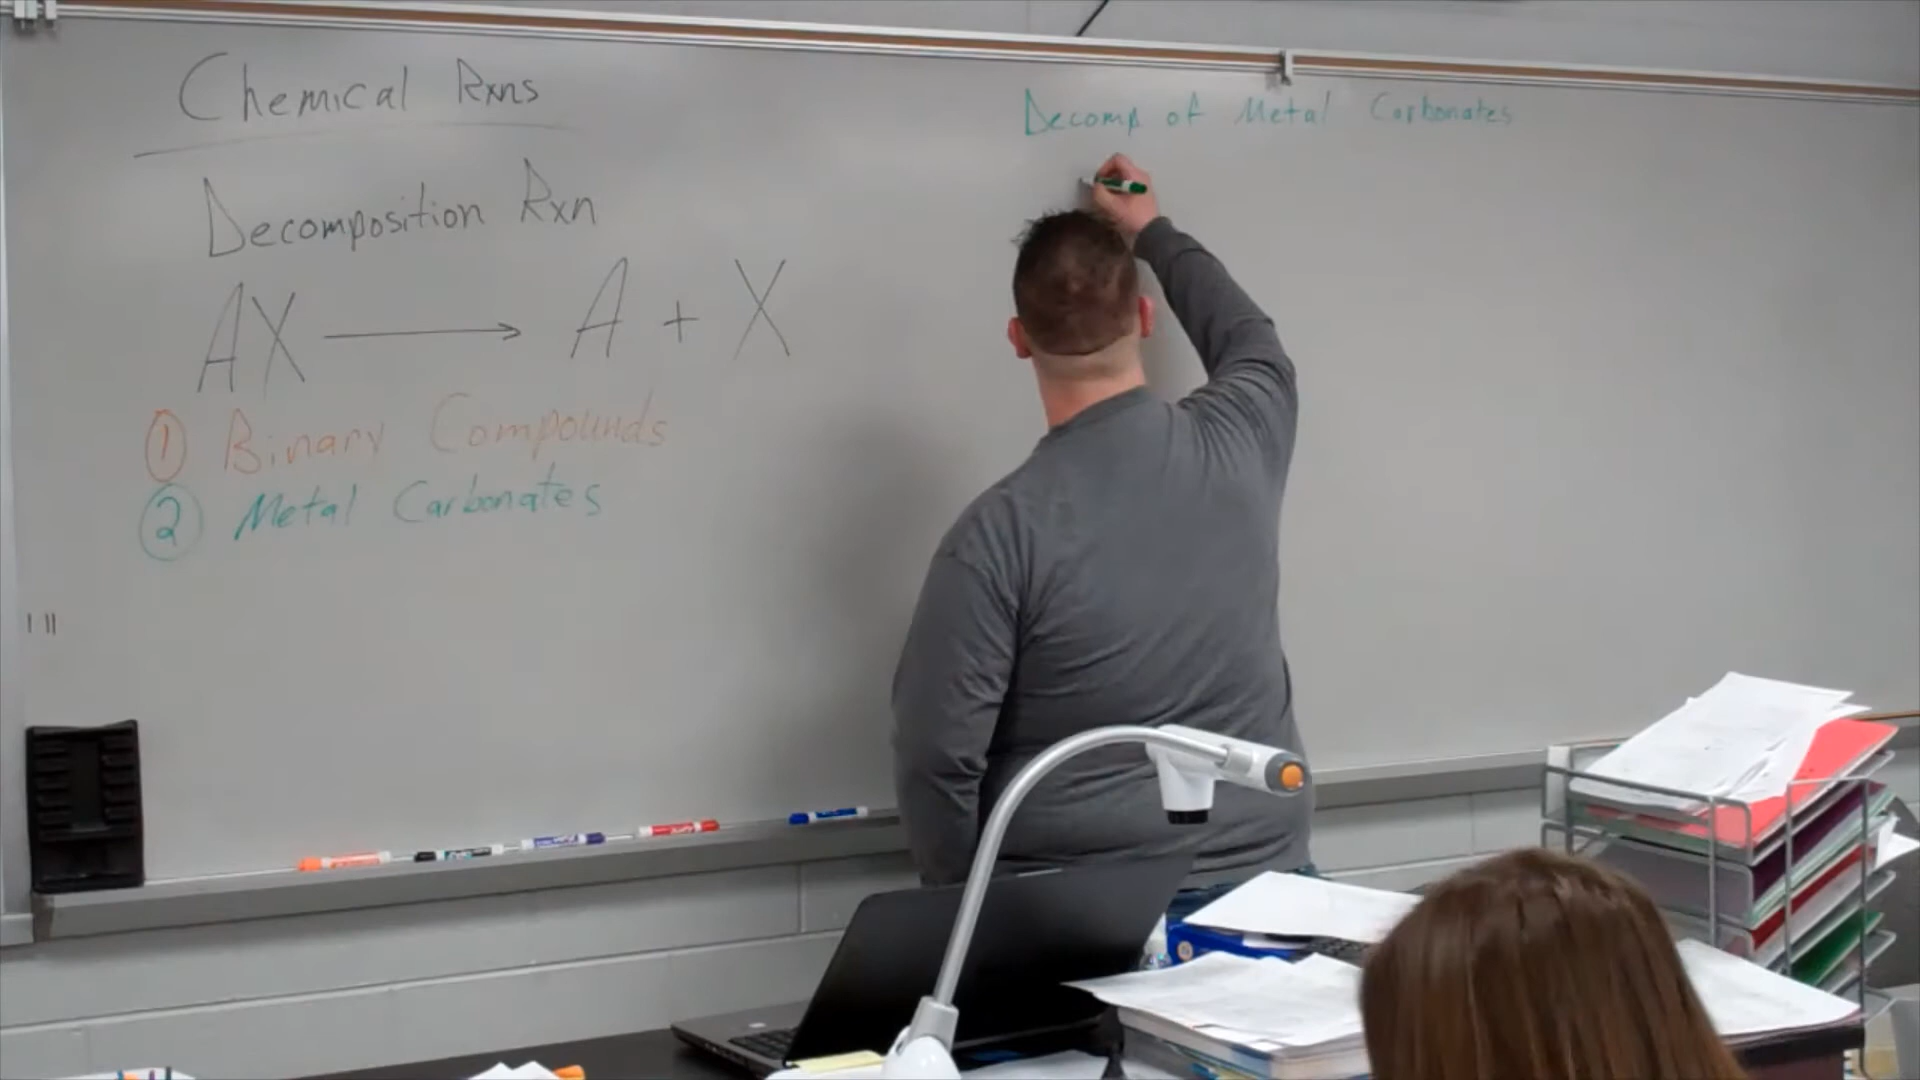 Chemical Rxns
Decomposition Rxn
AX → A + X
① Binary Compounds
② Metal Carbonates
Decomp of Metal Carbonates